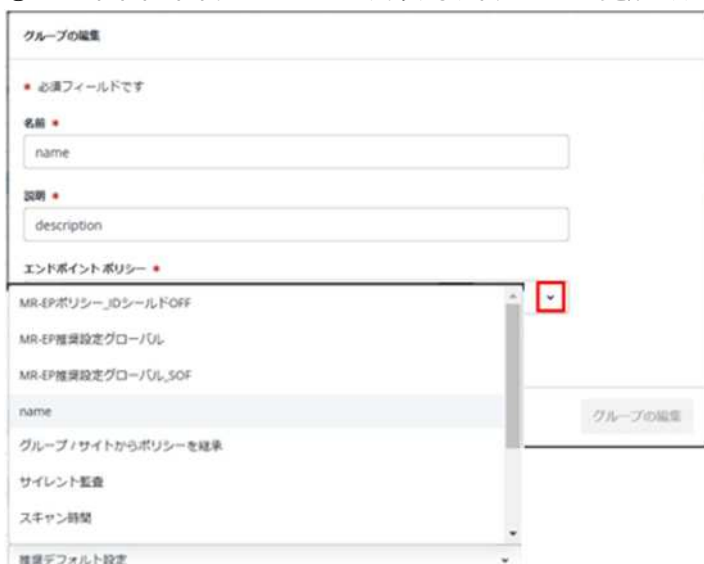 グループの編集
• 必須フィールドです
名前 •
name
説明 •
description
エンドポイント ポリシー •
MR-EPポリシー_IDシールドOFF
MR-EP推奨設定グローバル
MR-EP推奨設定グローバル_SOF
name
グループ / サイトからポリシーを継承
サイレント監査
スキャン時間
グループの編集
推奨デフォルト設定